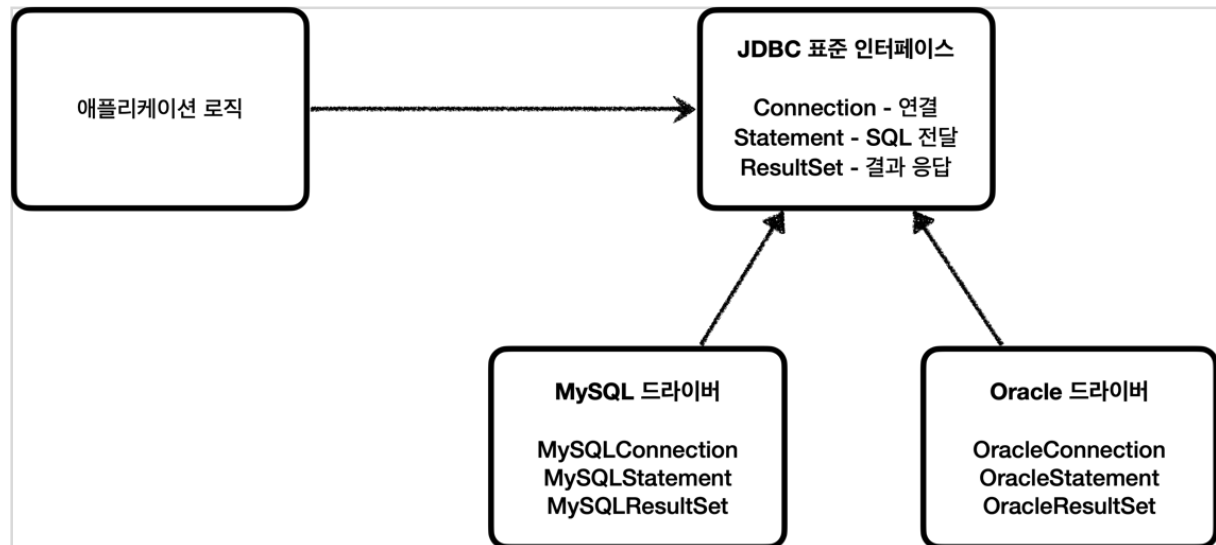 애플리케이션 로직
JDBC 표준 인터페이스
Connection - 연결
Statement - SQL 전달
ResultSet - 결과 응답
MySQL 드라이버
MySQLConnection
MySQLStatement
MySQLResultSet
Oracle 드라이버
OracleConnection
OracleStatement
OracleResultSet